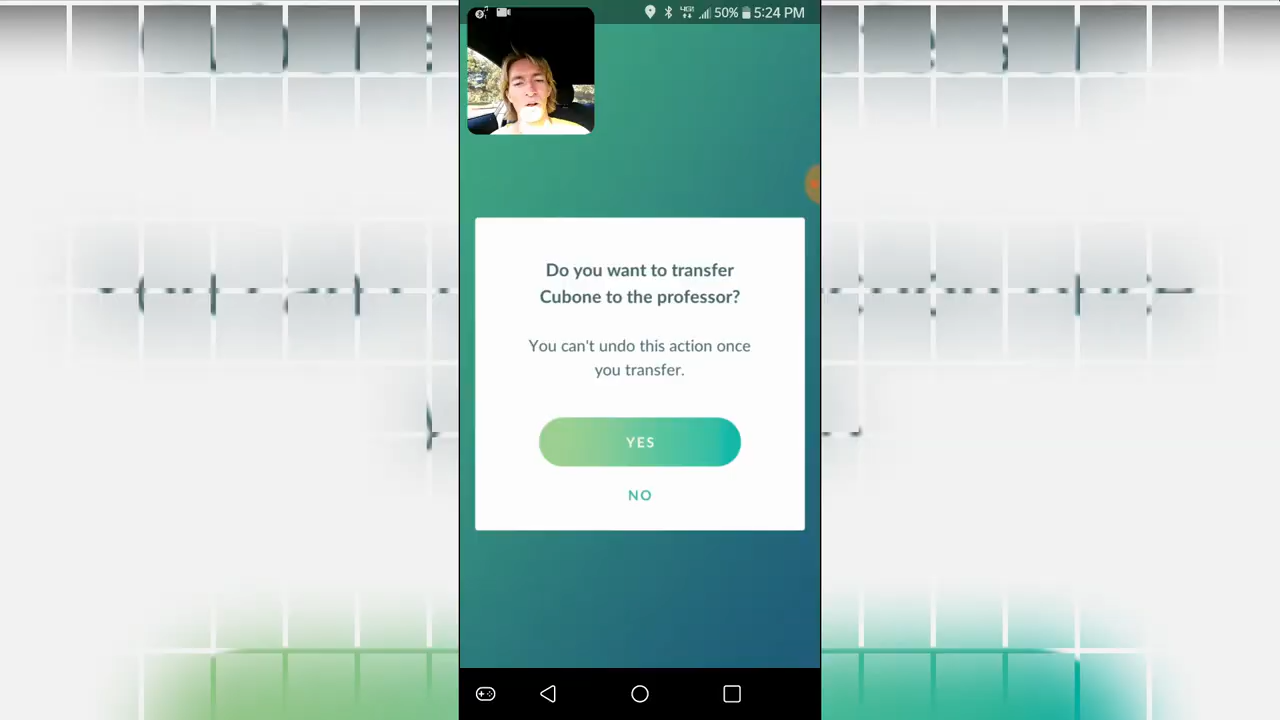 50% 5:24 PM
Do you want to transfer
Cubone to the professor?
You can't undo this action once
you transfer.
YES
NO